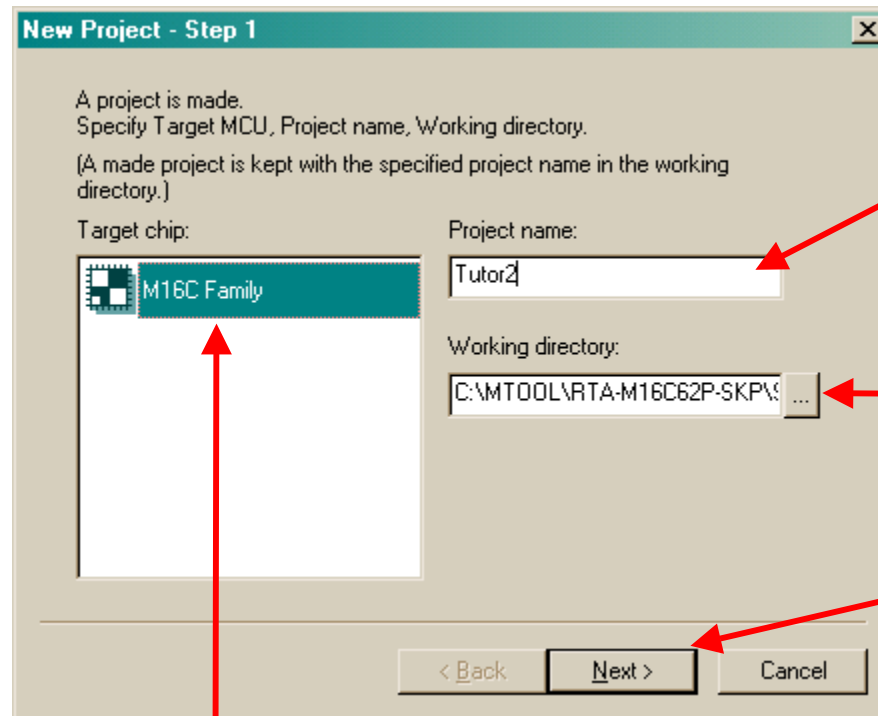 New Project - Step 1
A project is made.
Specify Target MCU, Project name, Working directory.
(A made project is kept with the specified project name in the working
directory.)
Target chip:
Project name:
M16C Family
Tutor2
Working directory:
C:\MTOOL\RTA-M16C62P-SKP\S
...
< Back
Next >
Cancel